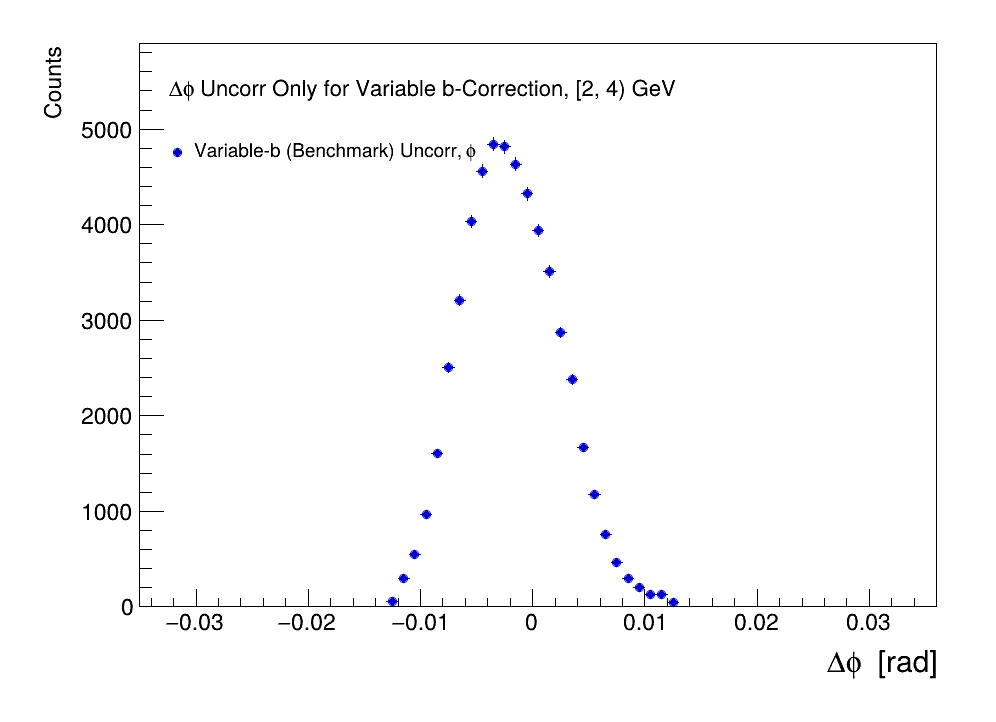 Counts
Δϕ Uncorr Only for Variable b-Correction, [2, 4) GeV
Variable-b (Benchmark) Uncorr, ϕ
5000
4000
3000
2000
1000
0
−0.03 −0.02 −0.01 0 0.01 0.02 0.03
Δϕ [rad]